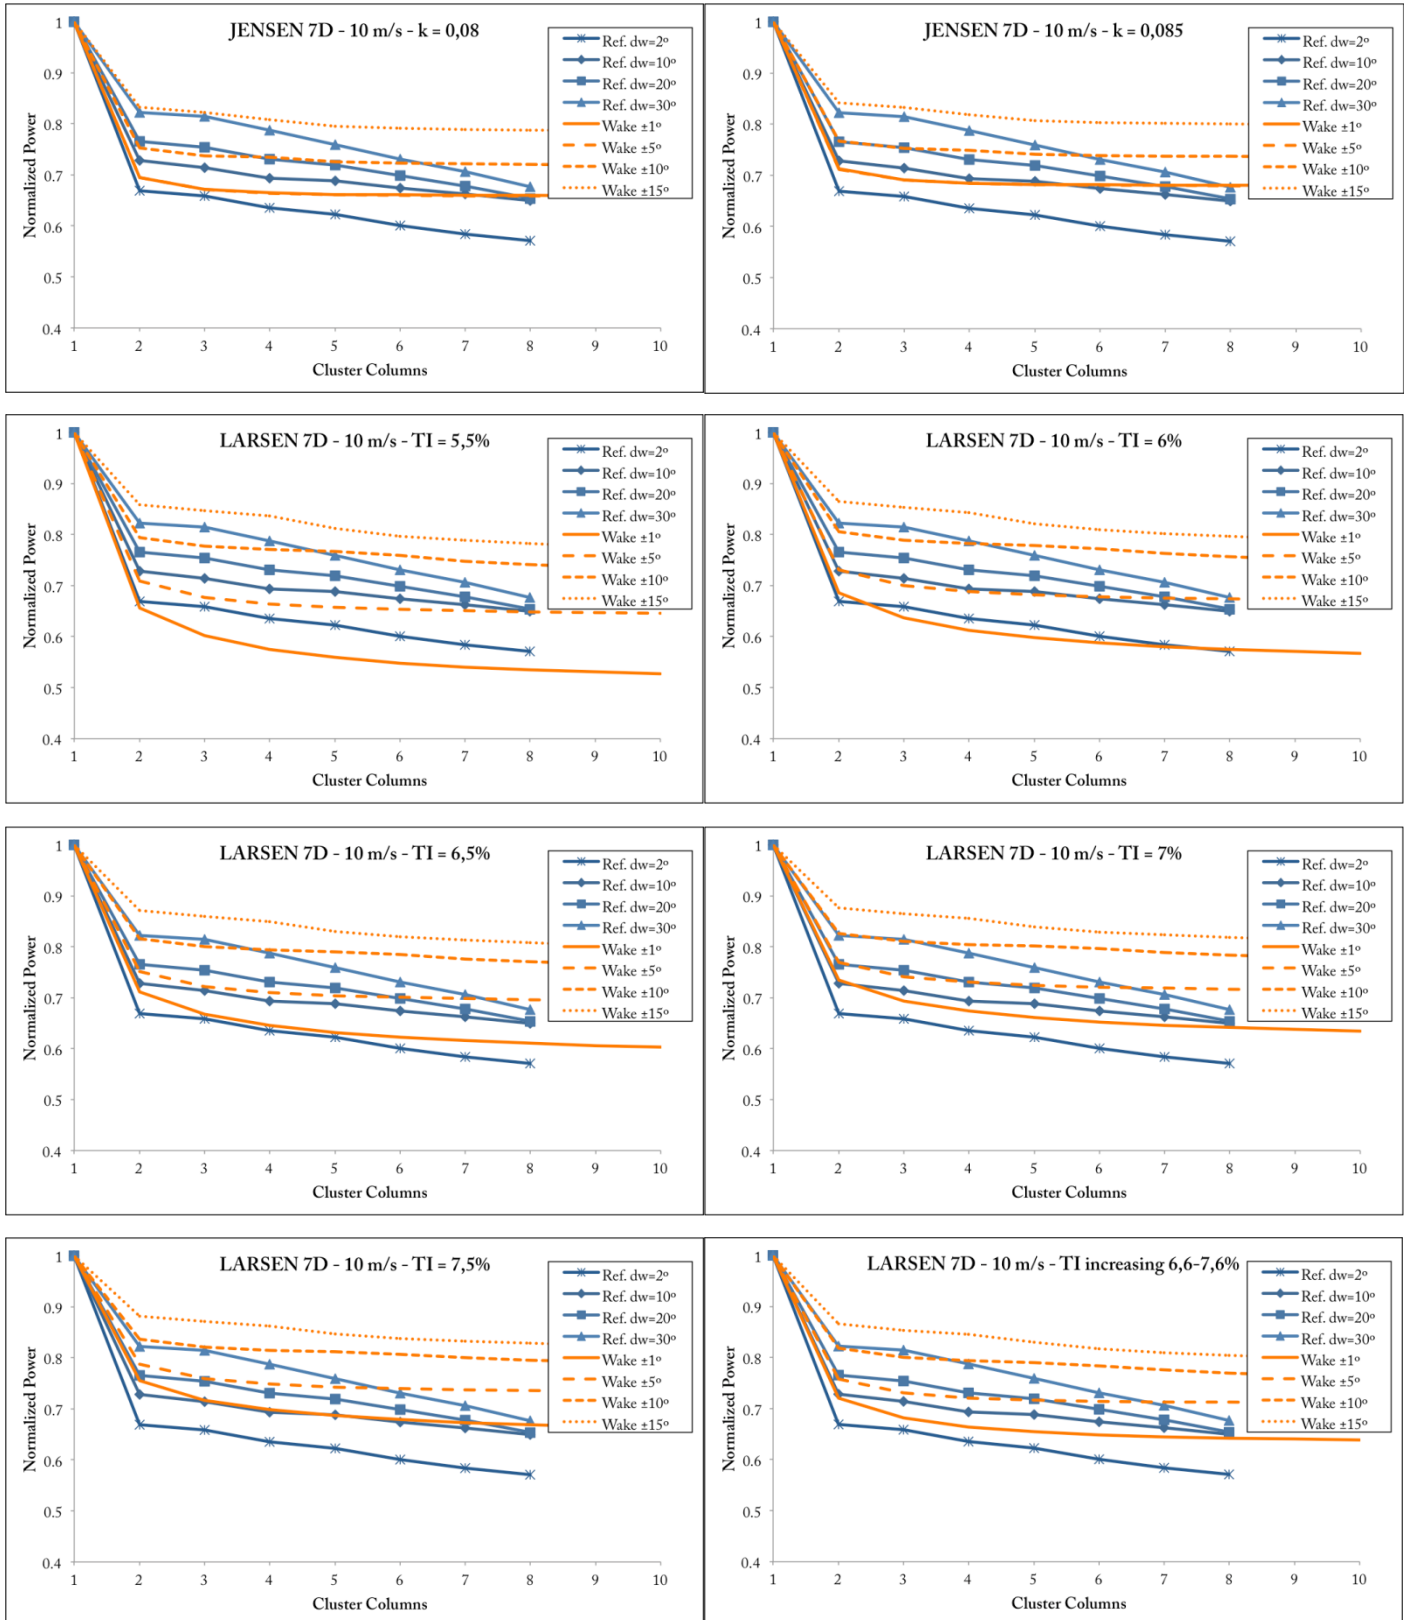 JENSEN 7D - 10 m/s - k = 0,08
Normalized Power
1
0.9
0.8
0.7
0.6
0.5
0.4
1 2 3 4 5 6 7 8 9 10
Cluster Columns
Ref. dw=2º
Ref. dw=10º
Ref. dw=20º
Ref. dw=30º
Wake ±1º
Wake ±5º
Wake ±10º
Wake ±15º
JENSEN 7D - 10 m/s - k = 0,085
Normalized Power
1
0.9
0.8
0.7
0.6
0.5
0.4
1 2 3 4 5 6 7 8 9 10
Cluster Columns
Ref. dw=2º
Ref. dw=10º
Ref. dw=20º
Ref. dw=30º
Wake ±1º
Wake ±5º
Wake ±10º
Wake ±15º
LARSEN 7D - 10 m/s - TI = 5,5%
Normalized Power
1
0.9
0.8
0.7
0.6
0.5
0.4
1 2 3 4 5 6 7 8 9 10
Cluster Columns
Ref. dw=2º
Ref. dw=10º
Ref. dw=20º
Ref. dw=30º
Wake ±1º
Wake ±5º
Wake ±10º
Wake ±15º
LARSEN 7D - 10 m/s - TI = 6%
Normalized Power
1
0.9
0.8
0.7
0.6
0.5
0.4
1 2 3 4 5 6 7 8 9 10
Cluster Columns
Ref. dw=2º
Ref. dw=10º
Ref. dw=20º
Ref. dw=30º
Wake ±1º
Wake ±5º
Wake ±10º
Wake ±15º
LARSEN 7D - 10 m/s - TI = 6,5%
Normalized Power
1
0.9
0.8
0.7
0.6
0.5
0.4
1 2 3 4 5 6 7 8 9 10
Cluster Columns
Ref. dw=2º
Ref. dw=10º
Ref. dw=20º
Ref. dw=30º
Wake ±1º
Wake ±5º
Wake ±10º
Wake ±15º
LARSEN 7D - 10 m/s - TI = 7%
Normalized Power
1
0.9
0.8
0.7
0.6
0.5
0.4
1 2 3 4 5 6 7 8 9 10
Cluster Columns
Ref. dw=2º
Ref. dw=10º
Ref. dw=20º
Ref. dw=30º
Wake ±1º
Wake ±5º
Wake ±10º
Wake ±15º
LARSEN 7D - 10 m/s - TI = 7,5%
Normalized Power
1
0.9
0.8
0.7
0.6
0.5
0.4
1 2 3 4 5 6 7 8 9 10
Cluster Columns
Ref. dw=2º
Ref. dw=10º
Ref. dw=20º
Ref. dw=30º
Wake ±1º
Wake ±5º
Wake ±10º
Wake ±15º
LARSEN 7D - 10 m/s - TI increasing 6,6-7,6%
Normalized Power
1
0.9
0.8
0.7
0.6
0.5
0.4
1 2 3 4 5 6 7 8 9 10
Cluster Columns
Ref. dw=2º
Ref. dw=10º
Ref. dw=20º
Ref. dw=30º
Wake ±1º
Wake ±5º
Wake ±10º
Wake ±15º